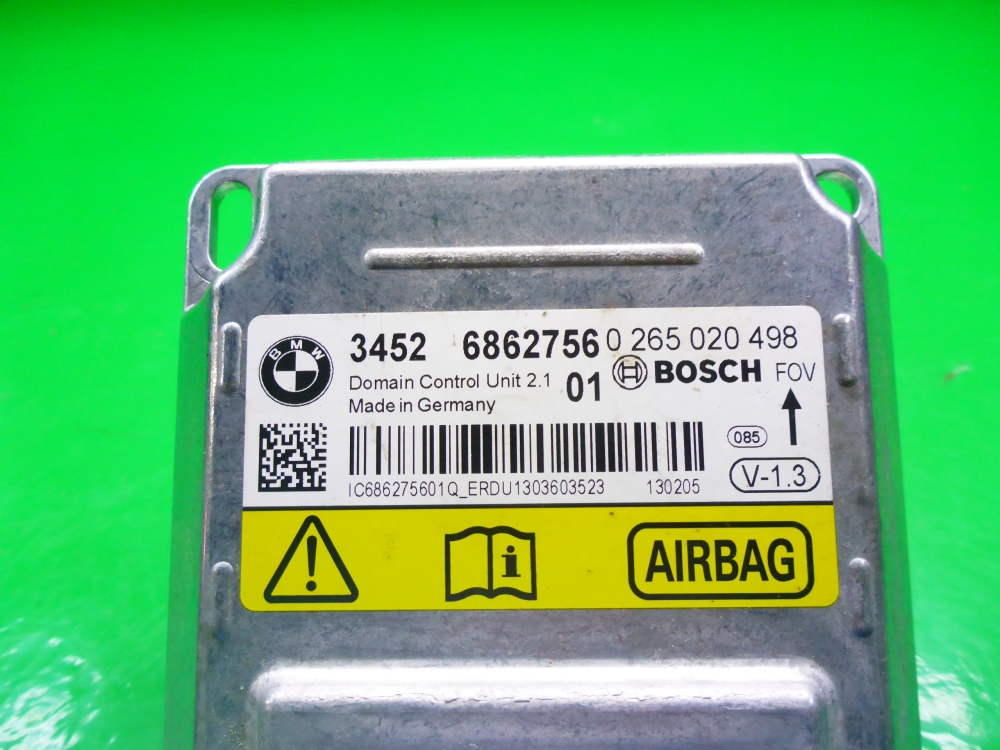 BMW
3452 6862756 0 265 020 498
Domain Control Unit 2.1 01 BOSCH FOV
Made in Germany
085
V-1.3
IC686275601Q_ERDU1303603523 130205
! i AIRBAG